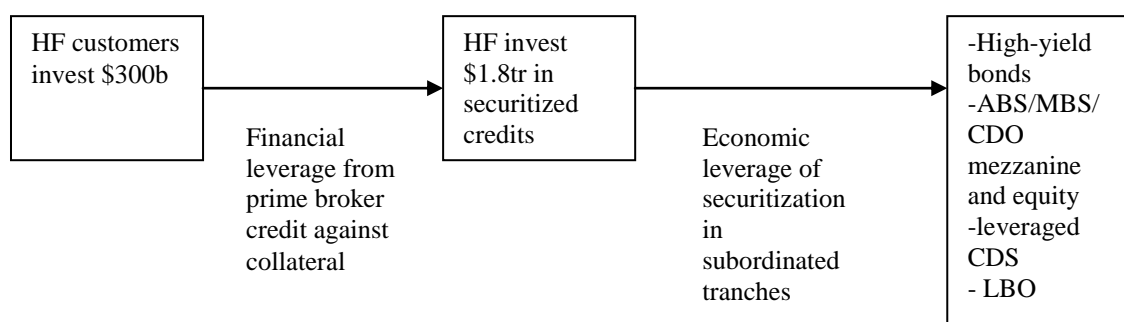 HF customers
invest $300b
Financial
leverage from
prime broker
credit against
collateral
HF invest
$1.8tr in
securitized
credits
Economic
leverage of
securitization
in
subordinated
tranches
-High-yield
bonds
-ABS/MBS/
CDO
mezzanine
and equity
-leveraged
CDS
- LBO